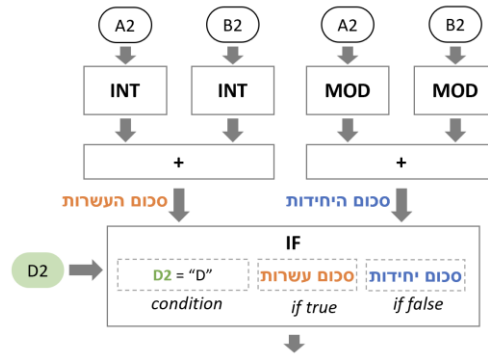 A2 B2 A2 B2
INT INT MOD MOD
+ +
סכום העשרות סכום היחידות
IF
D2
D2 = “D” סכום עשרות סכום יחידות
condition if true if false